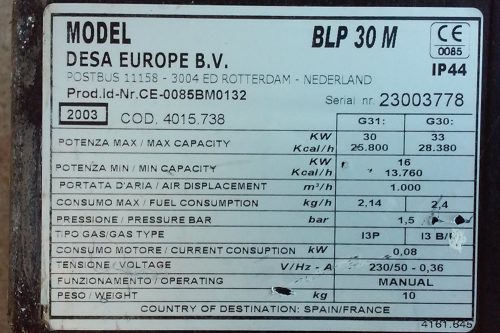 MODEL BLP 30 M CE
DESA EUROPE B.V. 0085
POSTBUS 11158 - 3004 ED ROTTERDAM - NEDERLAND IP44
Prod.Id-Nr.CE-0085BM0132 Serial nr. 23003778
2003 COD. 4015.738 G31: G30:
POTENZA MAX / MAX CAPACITY KW 30 33
Kcal/h 25.800 28.380
POTENZA MIN / MIN CAPACITY KW 16
Kcal/h 13.760
PORTATA D'ARIA / AIR DISPLACEMENT m³/h 1.000
CONSUMO MAX / FUEL CONSUMPTION kg/h 2,14 2,4
PRESSIONE / PRESSURE BAR bar 1,5
TIPO GAS/GAS TYPE I3P I3 B/P
CONSUMO MOTORE / CURRENT CONSUMPTION kW 0,08
TENSIONE / VOLTAGE V/Hz - A 230/50 - 0,36
FUNZIONAMENTO / OPERATING MANUAL
PESO / WEIGHT kg 10
COUNTRY OF DESTINATION: SPAIN/FRANCE
4161.645